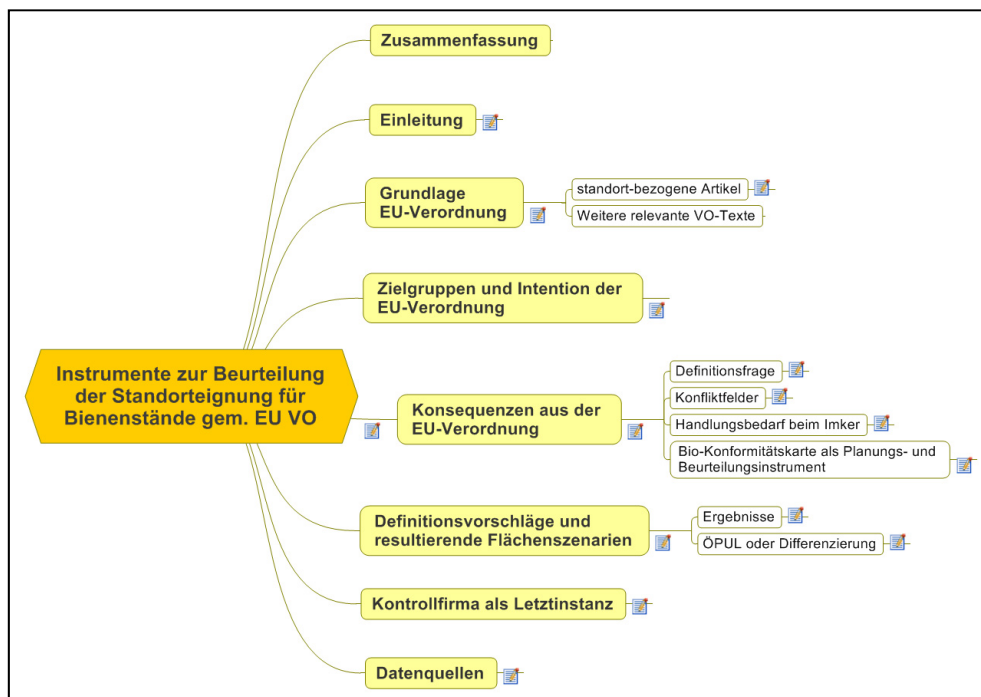 Zusammenfassung
Einleitung
Grundlage
EU-Verordnung
standort-bezogene Artikel
Weitere relevante VO-Texte
Zielgruppen und Intention der
EU-Verordnung
Instrumente zur Beurteilung
der Standorteignung für
Bienenstände gem. EU VO
Konsequenzen aus der
EU-Verordnung
Definitionsfrage
Konfliktfelder
Handlungsbedarf beim Imker
Bio-Konformitätskarte als Planungs- und
Beurteilungsinstrument
Definitionsvorschläge und
resultierende Flächenszenarien
Ergebnisse
ÖPUL oder Differenzierung
Kontrollfirma als Letztinstanz
Datenquellen